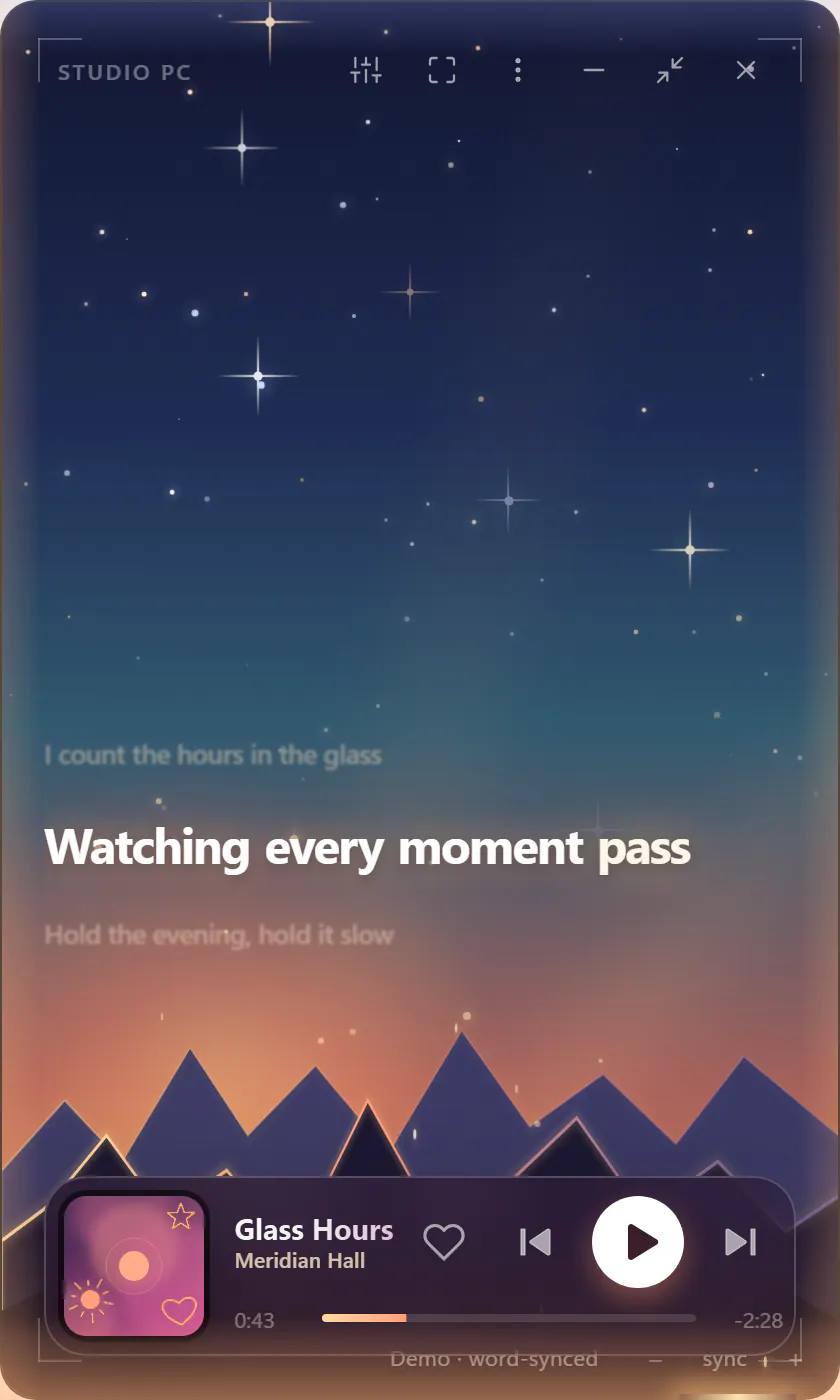 STUDIO PC
I count the hours in the glass
Watching every moment pass
Hold the evening, hold it slow
Glass Hours
Meridian Hall
0:43
-2:28
Demo · word-synced − sync +